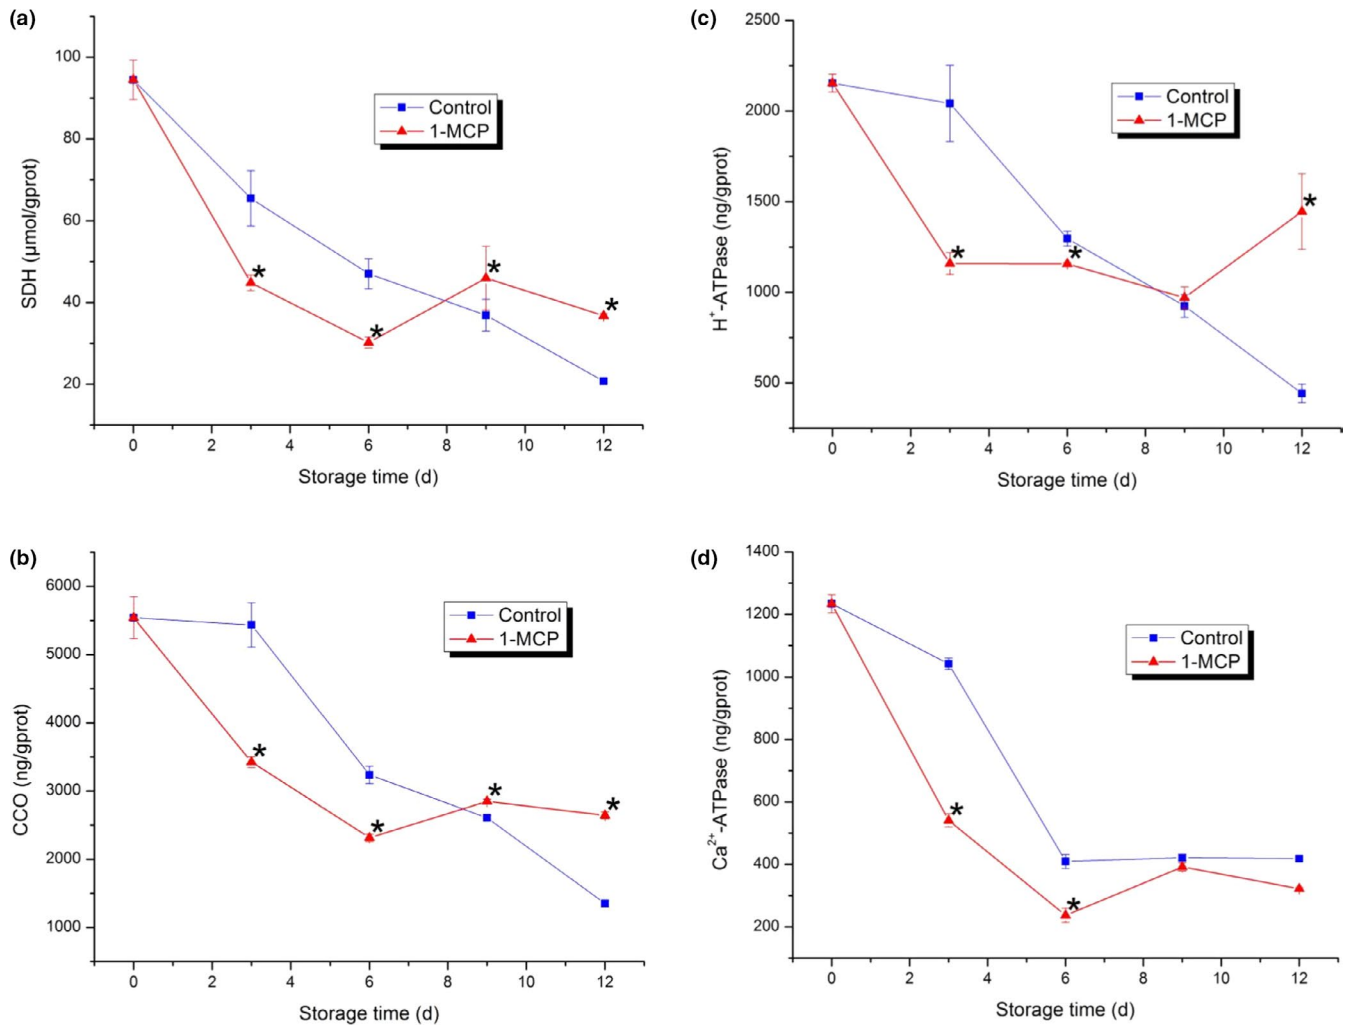 (a)
100
80
60
40
20
SDH (µmol/gprot)
Control
1-MCP
*
*
*
*
0 2 4 6 8 10 12
Storage time (d)
(c)
2500
2000
1500
1000
500
H⁺-ATPase (ng/gprot)
Control
1-MCP
*
*
*
0 2 4 6 8 10 12
Storage time (d)
(b)
6000
5000
4000
3000
2000
1000
CCO (ng/gprot)
Control
1-MCP
*
*
*
*
0 2 4 6 8 10 12
Storage time (d)
(d)
1400
1200
1000
800
600
400
200
Ca²⁺-ATPase (ng/gprot)
Control
1-MCP
*
*
0 2 4 6 8 10 12
Storage time (d)